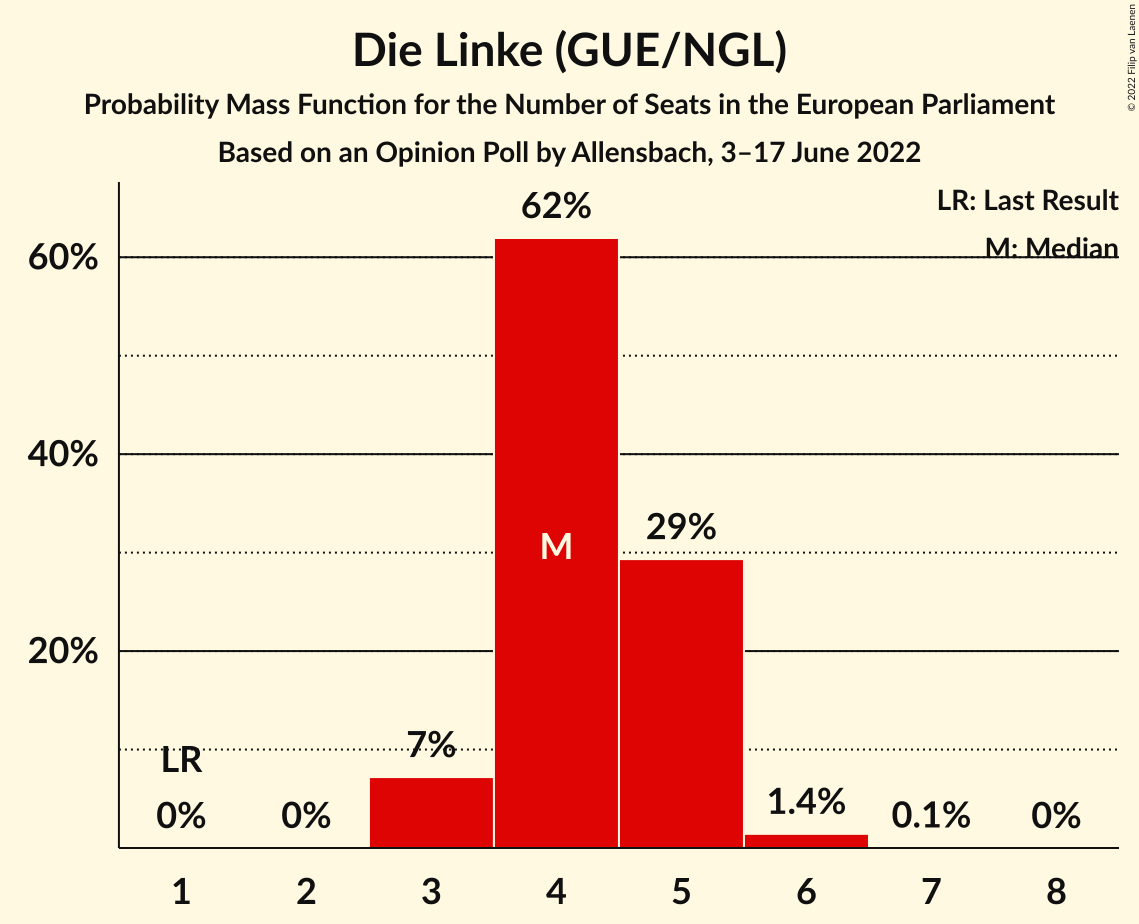 Die Linke (GUE/NGL)
Probability Mass Function for the Number of Seats in the European Parliament
Based on an Opinion Poll by Allensbach, 3–17 June 2022
© 2022 Filip van Laenen
LR: Last Result
M: Median
60%
40%
20%
62%
29%
M
7%
LR
0%
0%
1.4%
0.1%
0%
1
2
3
4
5
6
7
8